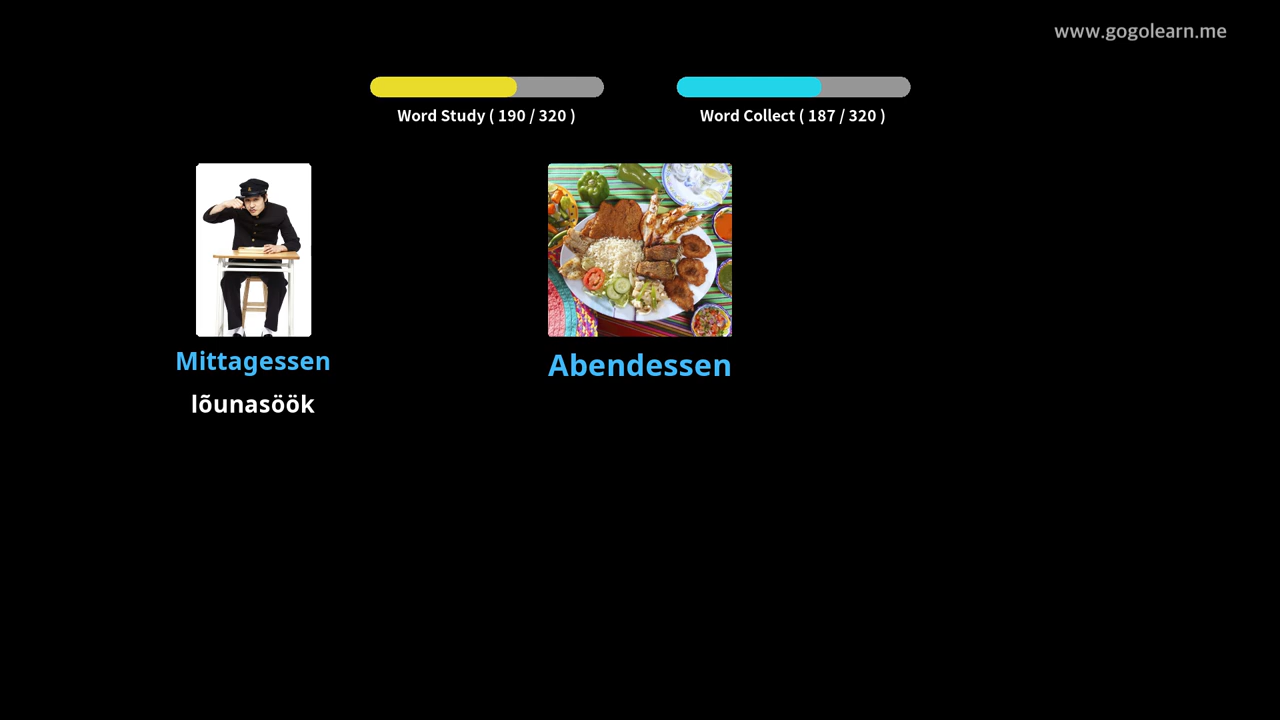 www.gogolearn.me
Word Study ( 190 / 320 )
Word Collect ( 187 / 320 )
Mittagessen
Abendessen
lõunasöök